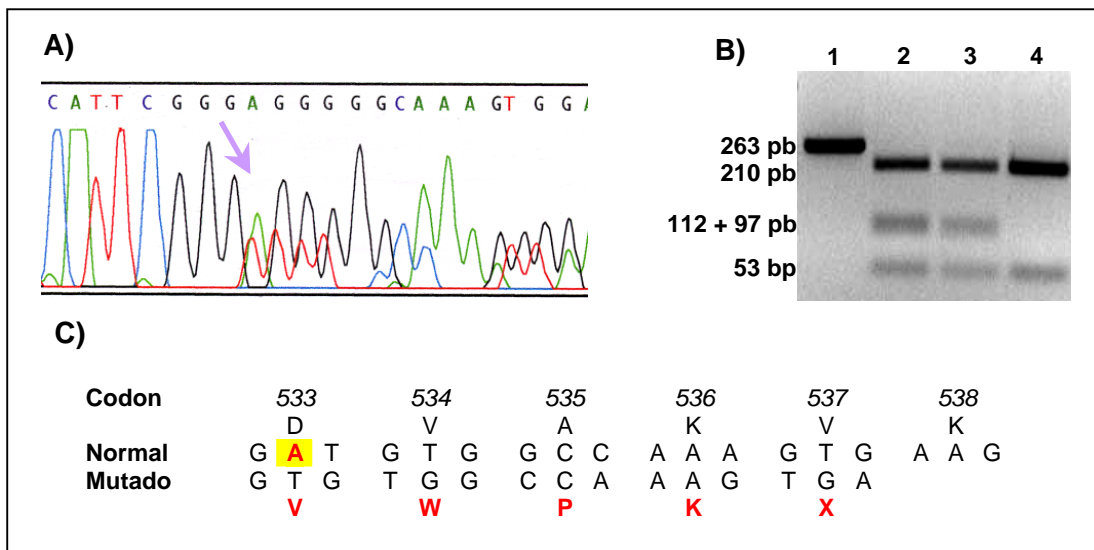 A)
C A T T C G G G A G G G G G C A A A G T G G A
B)
1 2 3 4
263 pb
210 pb
112 + 97 pb
53 bp
C)
Codon 533 534 535 536 537 538
D V A K V K
Normal G A T G T G G C C A A A G T G A A G
Mutado G T G T G G C C A A A G T G A
V W P K X